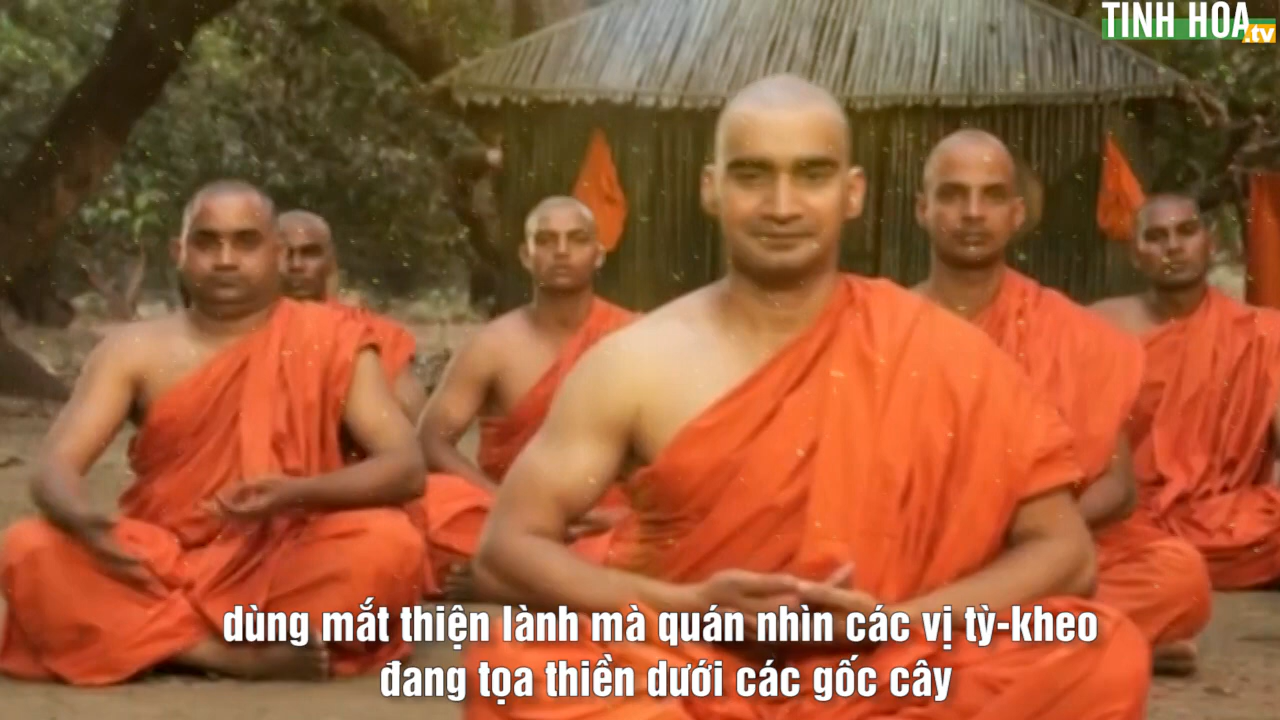 TINH HOA
.tv
dùng mắt thiện lành mà quán nhìn các vị tỳ-kheo
đang tọa thiền dưới các gốc cây